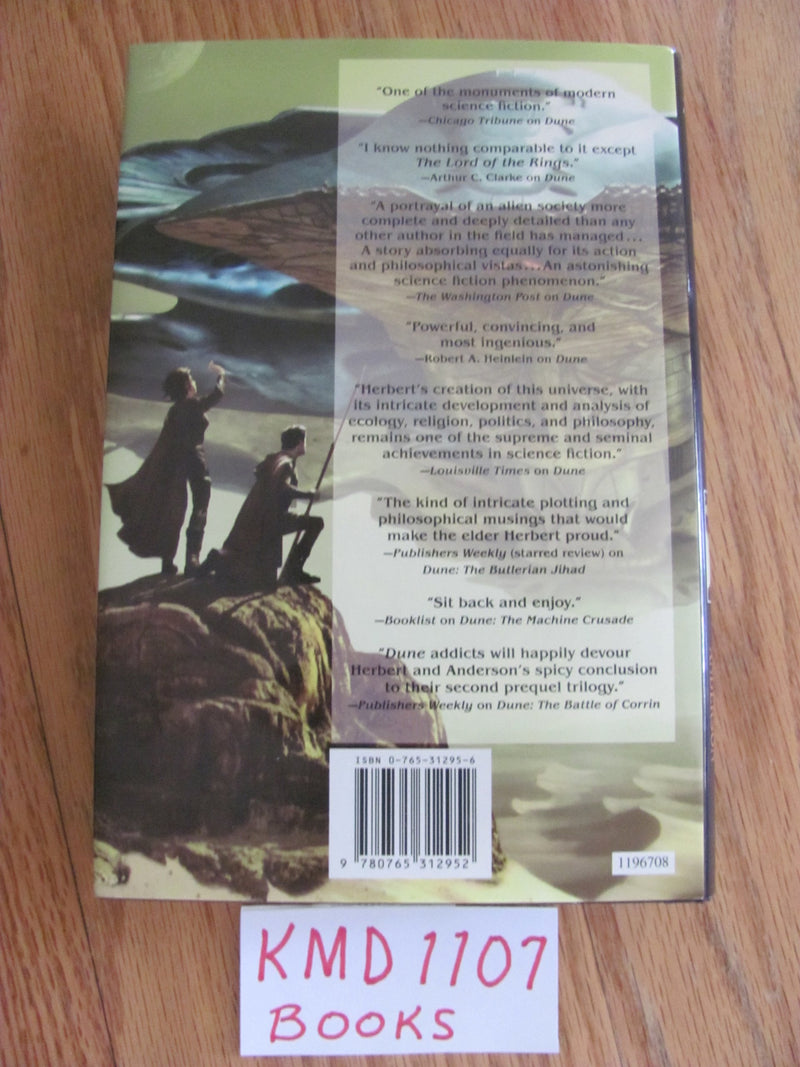 "One of the monuments of modern
science fiction."
—Chicago Tribune on Dune
"I know nothing comparable to it except
The Lord of the Rings."
—Arthur C. Clarke on Dune
"A portrayal of an alien society more
complete and deeply detailed than any
other author in the field has managed...
A story absorbing equally for its action
and philosophical vistas...An astonishing
science fiction phenomenon."
—The Washington Post on Dune
"Powerful, convincing, and
most ingenious."
—Robert A. Heinlein on Dune
"Herbert's creation of this universe, with
its intricate development and analysis of
ecology, religion, politics, and philosophy,
remains one of the supreme and seminal
achievements in science fiction."
—Louisville Times on Dune
"The kind of intricate plotting and
philosophical musings that would
make the elder Herbert proud."
—Publishers Weekly (starred review) on
Dune: The Butlerian Jihad
"Sit back and enjoy."
—Booklist on Dune: The Machine Crusade
"Dune addicts will happily devour
Herbert and Anderson's spicy conclusion
to their second prequel trilogy."
—Publishers Weekly on Dune: The Battle of Corrin
ISBN 0-765-31295-6
9 780765 312952
1196708
KMD 1107
BOOKS